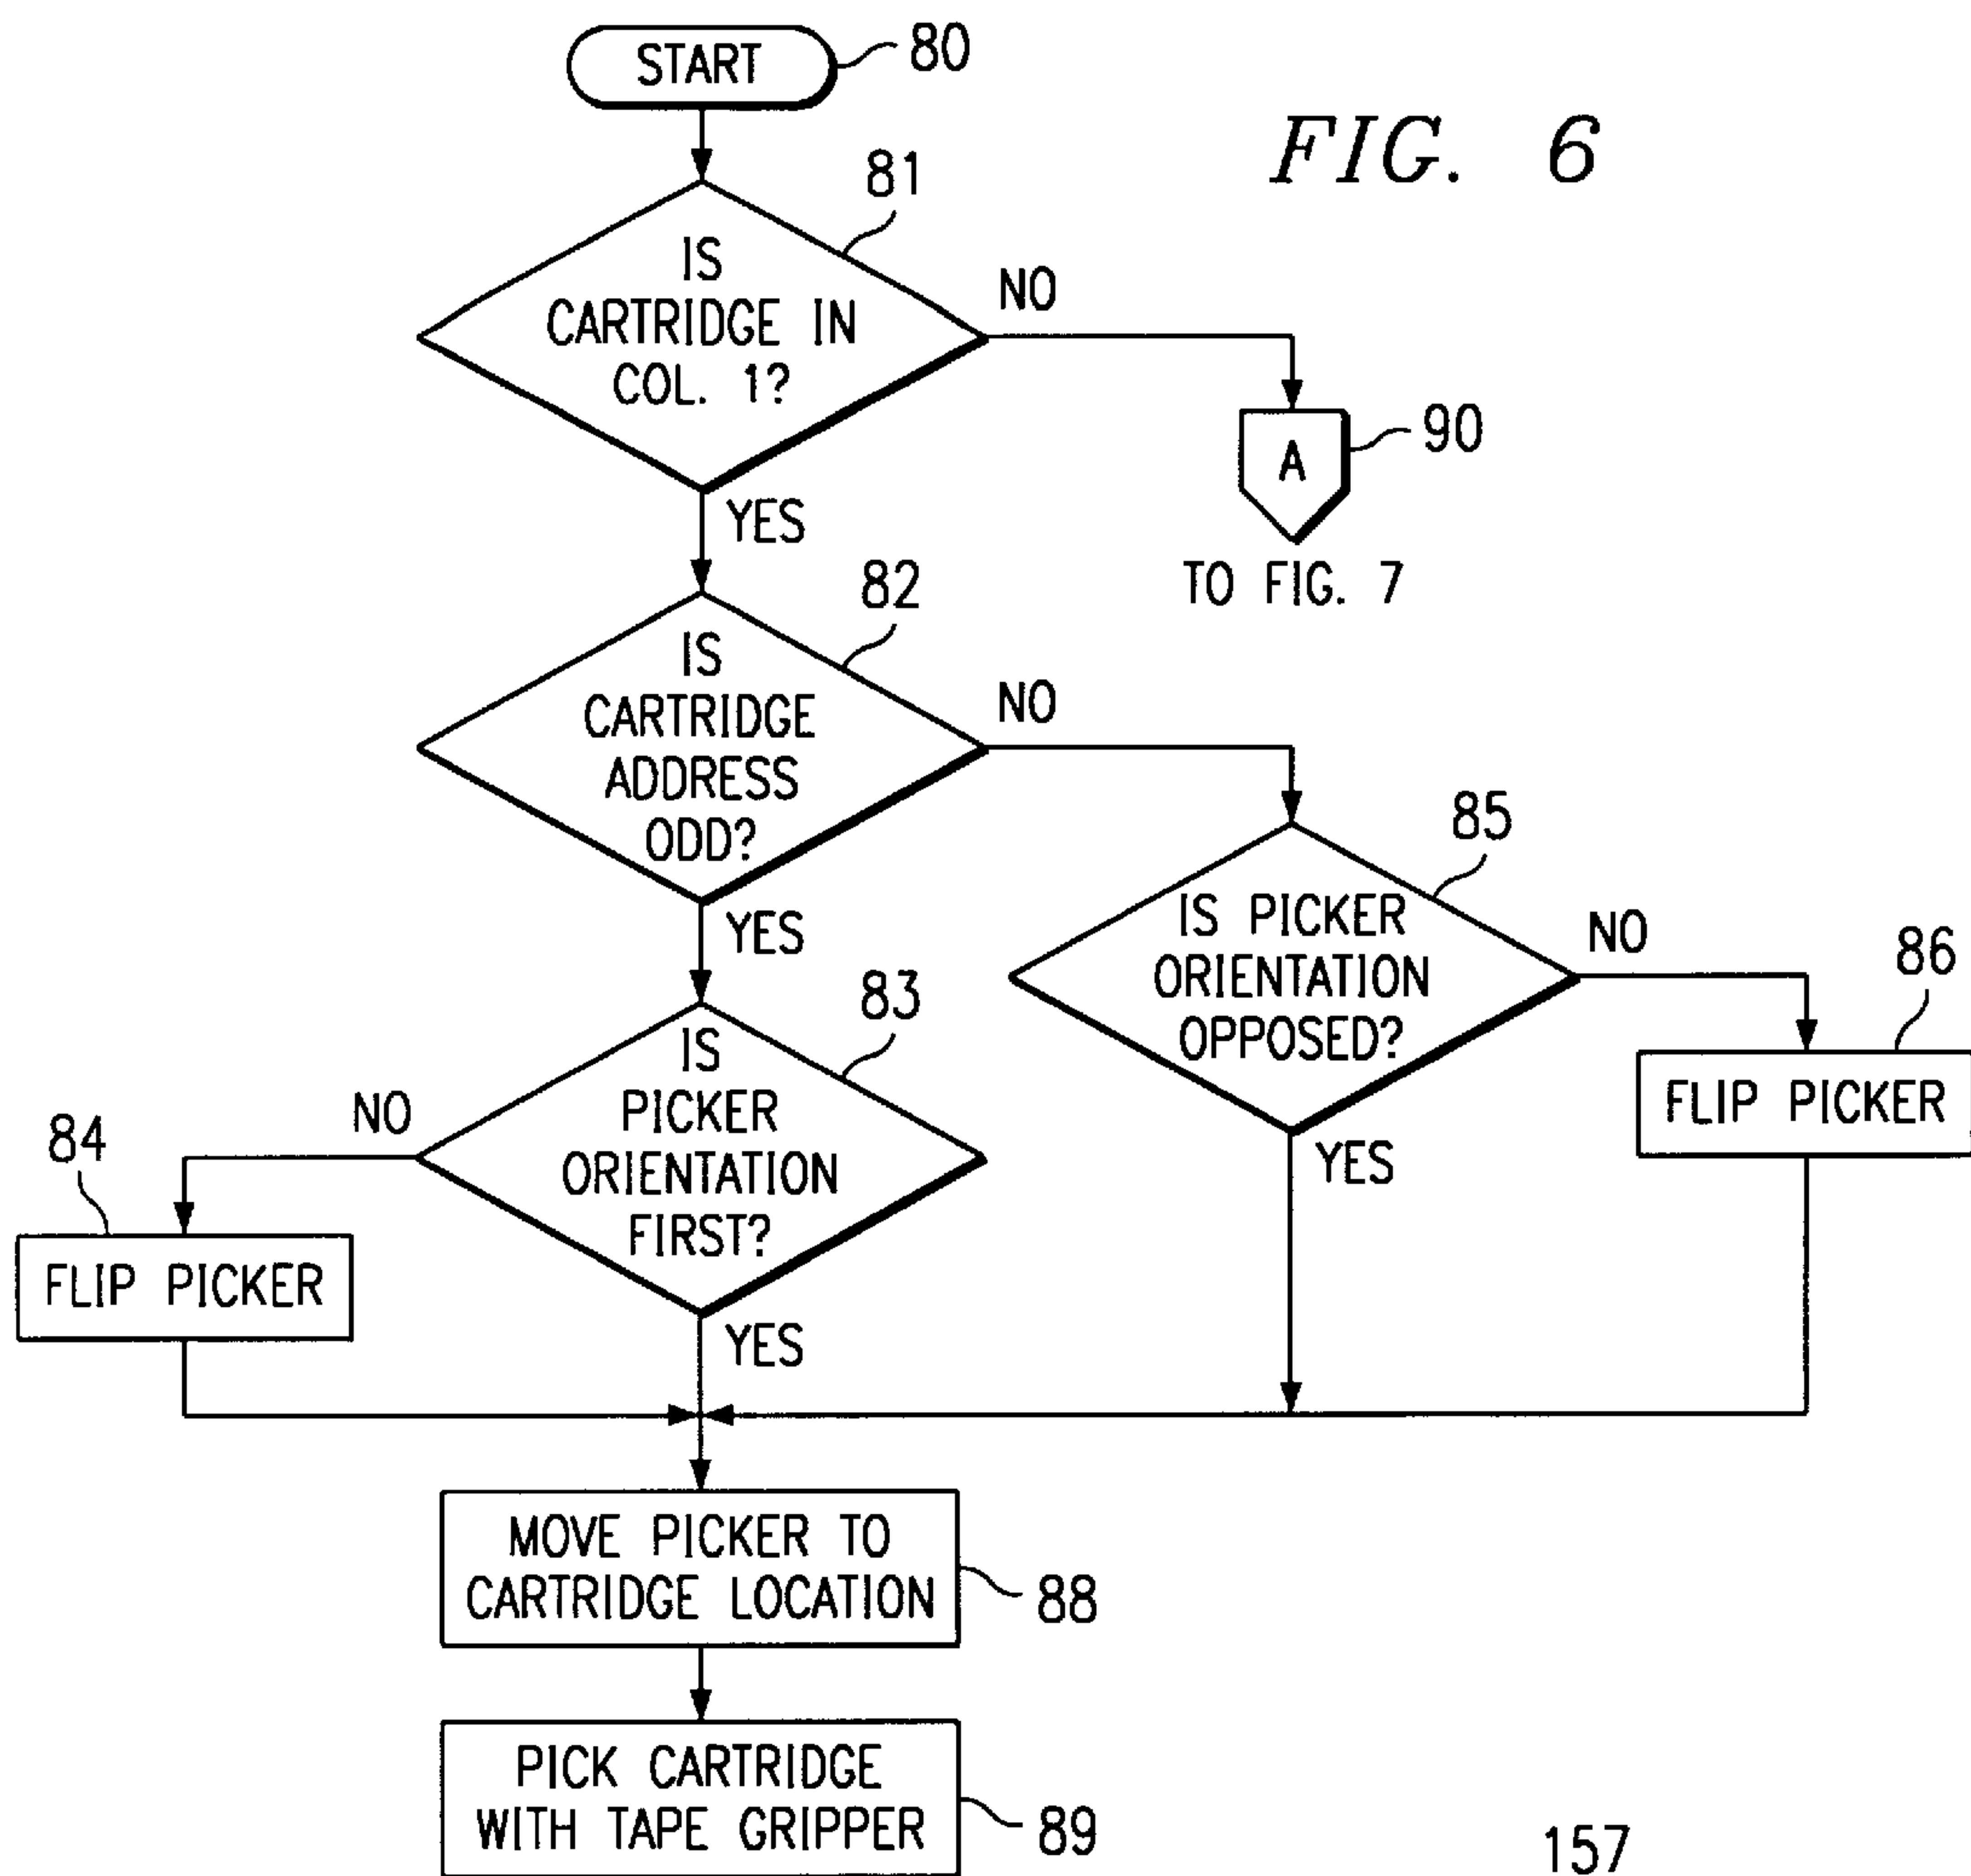 START
80
FIG. 6
81
IS
CARTRIDGE IN
COL. 1?
NO
YES
A
90
TO FIG. 7
82
IS
CARTRIDGE
ADDRESS
ODD?
NO
YES
85
IS PICKER
ORIENTATION
OPPOSED?
NO
YES
86
FLIP PICKER
83
IS
PICKER
ORIENTATION
FIRST?
NO
YES
84
FLIP PICKER
MOVE PICKER TO
CARTRIDGE LOCATION
88
PICK CARTRIDGE
WITH TAPE GRIPPER
89
157